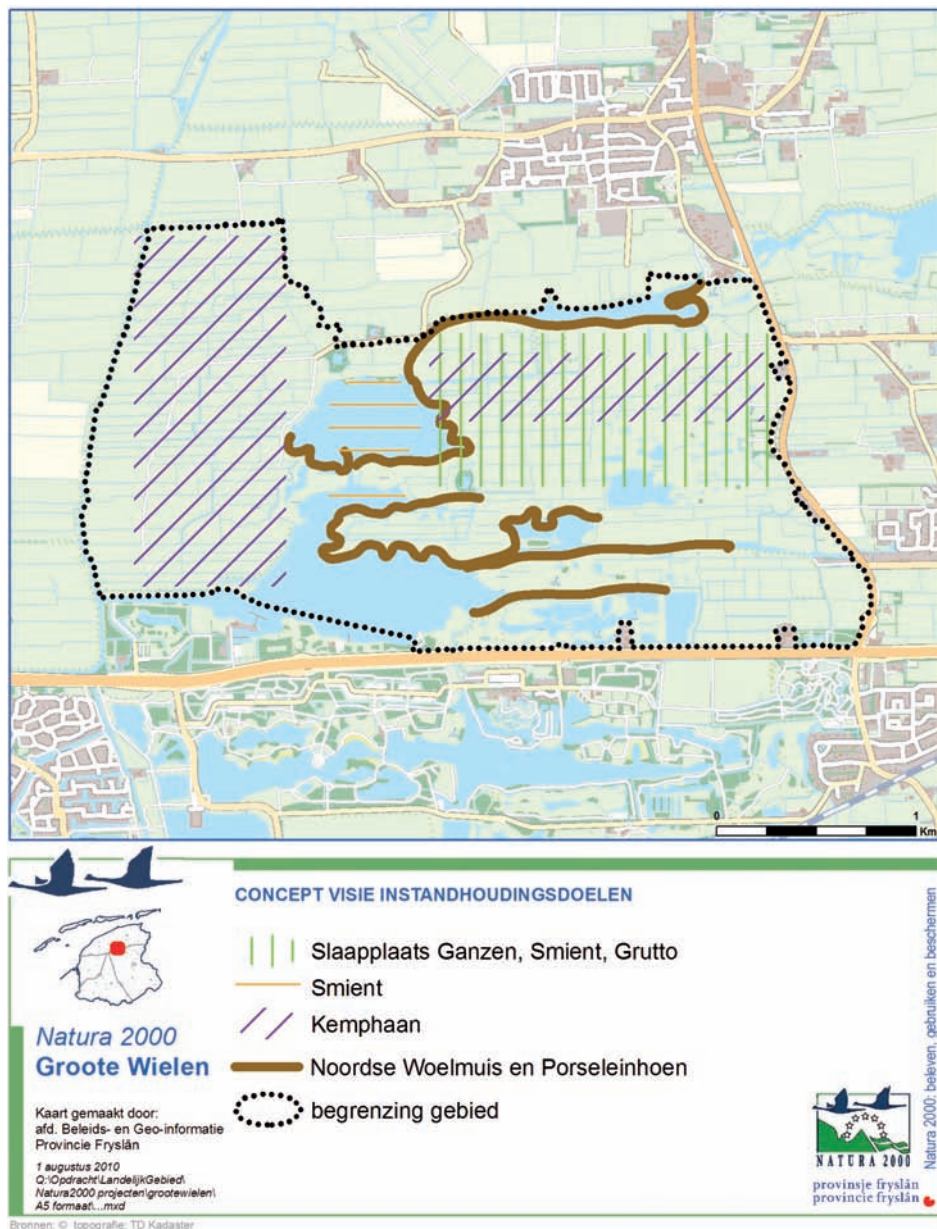 0 1
Km
CONCEPT VISIE INSTANDHOUDINGSDOELEN
Slaapplaats Ganzen, Smient, Grutto
Smient
Kemphaan
Noordse Woelmuis en Porseleinhoen
begrenzing gebied
Natura 2000
Groote Wielen
Kaart gemaakt door:
afd. Beleids- en Geo-informatie
Provincie Fryslân
1 augustus 2010
Q:\Opdracht\LandelijkGebied\
Natura2000 projecten\grootewielen\
A5 formaat\...mxd
Natura 2000: beleven, gebruiken en beschermen
NATURA 2000
provinsje fryslân
provincie fryslân
Bronnen: © topografie: TD Kadaster